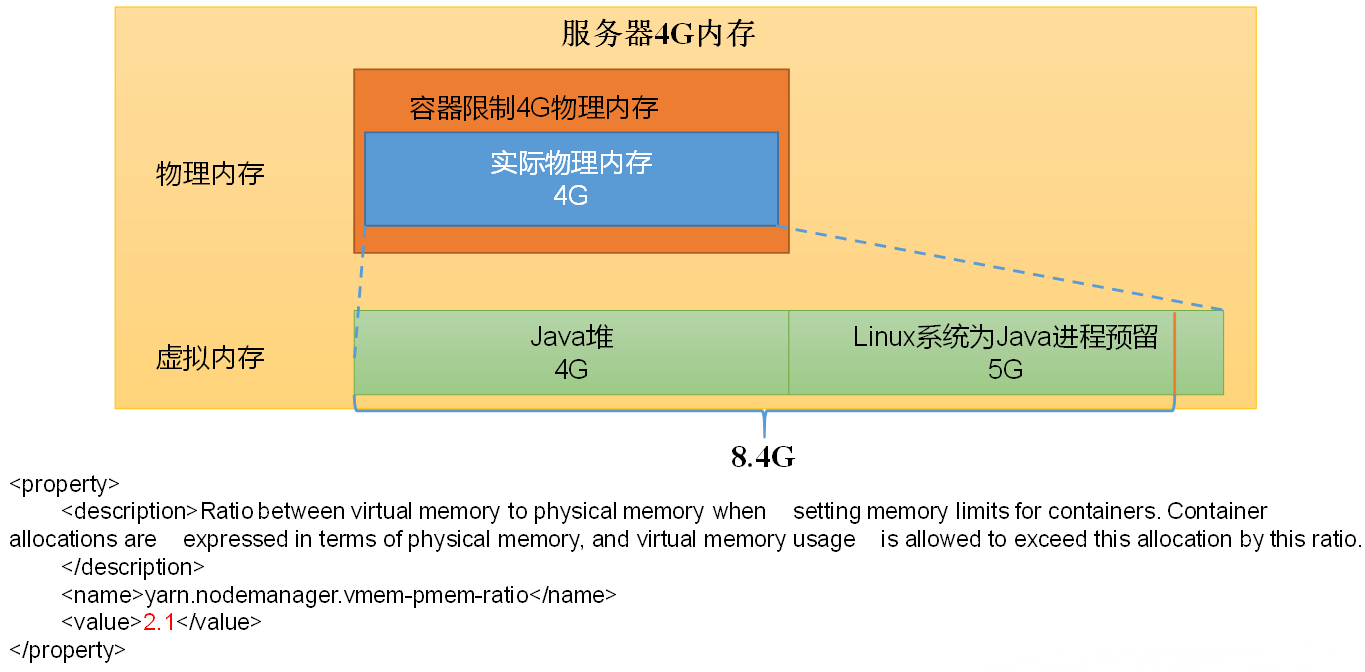 服务器4G内存
容器限制4G物理内存
物理内存
实际物理内存
4G
虚拟内存
Java堆
4G
Linux系统为Java进程预留
5G
8.4G
<property>
<description>Ratio between virtual memory to physical memory when setting memory limits for containers. Container
allocations are expressed in terms of physical memory, and virtual memory usage is allowed to exceed this allocation by this ratio.
</description>
<name>yarn.nodemanager.vmem-pmem-ratio</name>
<value>2.1</value>
</property>